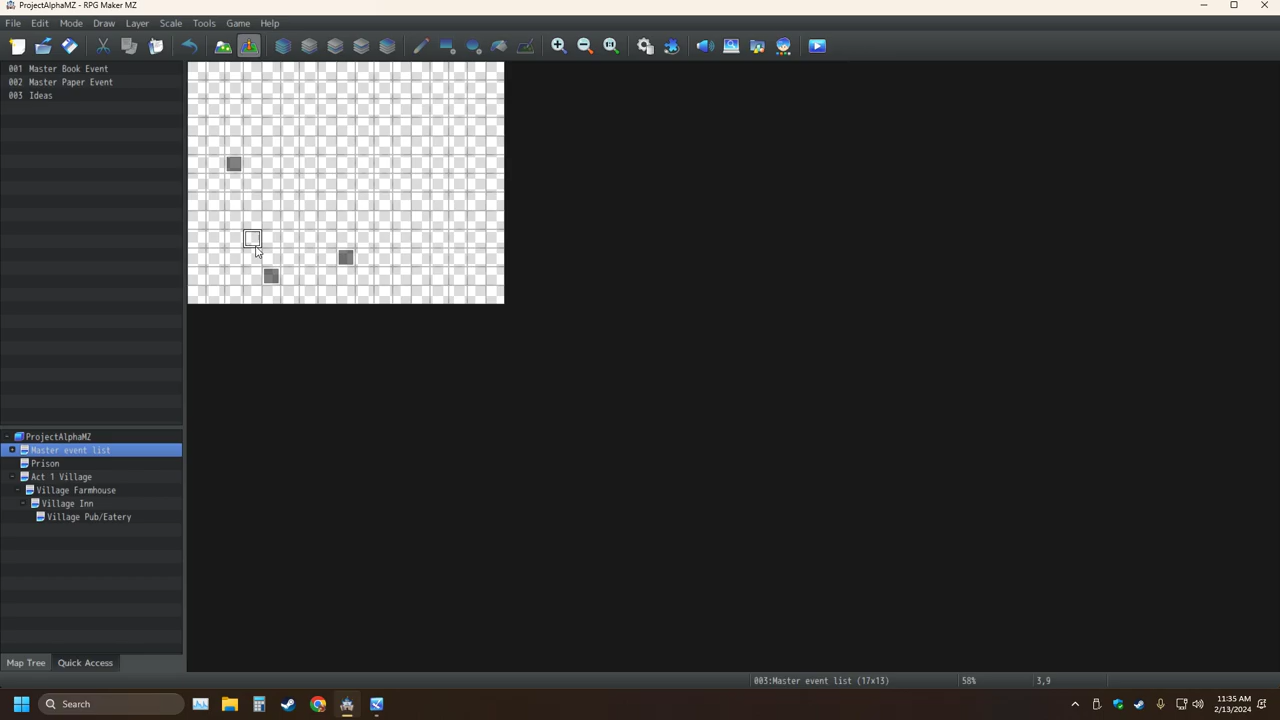 ProjectAlphaMZ - RPG Maker MZ
File Edit Mode Draw Layer Scale Tools Game Help
001 Master Book Event
002 Master Paper Event
003 Ideas
ProjectAlphaMZ
Master event list
Prison
Act 1 Village
Village Farmhouse
Village Inn
Village Pub/Eatery
Map Tree Quick Access
003:Master event list (17x13) 58% 3,9
Search
11:35 AM
2/13/2024